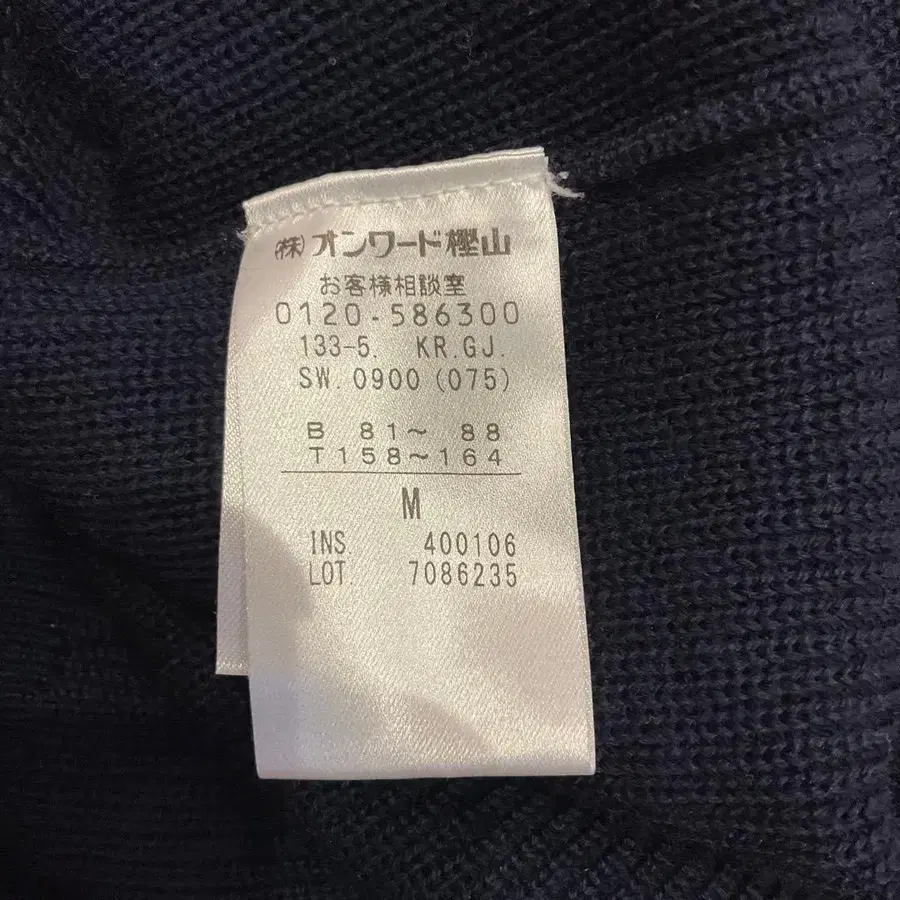 (株)オンワード樫山
お客様相談室
0120-586300
133-5. KR.GJ.
SW.0900(075)
B 81〜 88
T158〜164
M
INS. 400106
LOT. 7086235